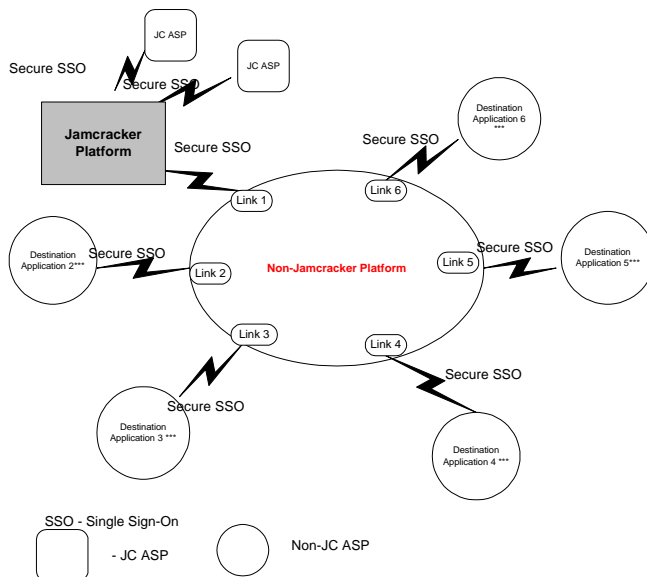 JC ASP
Secure SSO
JC ASP
Secure SSO
Jamcracker
Platform
Secure SSO
Destination
Application 6
***
Link 1
Link 6
Destination
Application 2***
Secure SSO
Link 2
Non-Jamcracker Platform
Link 5
Secure SSO
Destination
Application 5***
Link 3
Link 4
Secure SSO
Secure SSO
Destination
Application 3 ***
Secure SSO
Destination
Application 4 ***
SSO - Single Sign-On
- JC ASP
Non-JC ASP